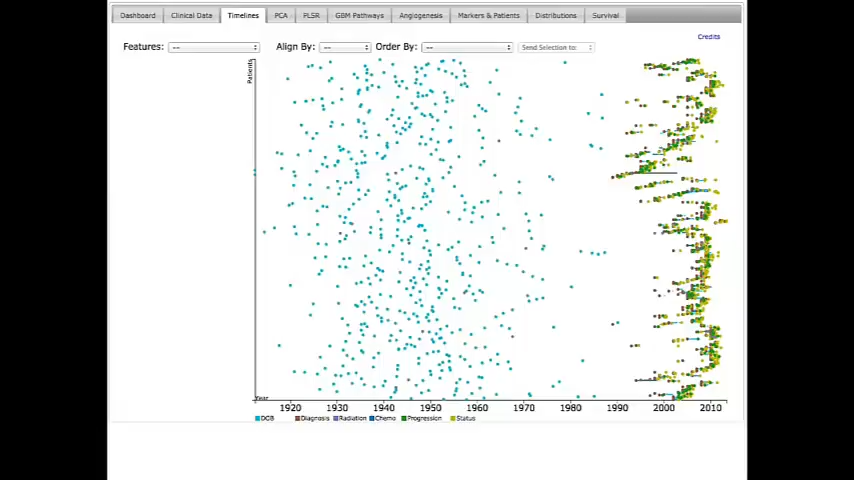 Dashboard Clinical Data Timelines PCA PLSR GBM Pathways Angiogenesis Markers & Patients Distributions Survival
Credits
Features: -- Align By: -- Order By: -- Send Selection to:
Patients
Year
1920 1930 1940 1950 1960 1970 1980 1990 2000 2010
DOB Diagnosis Radiation Chemo Progression Status